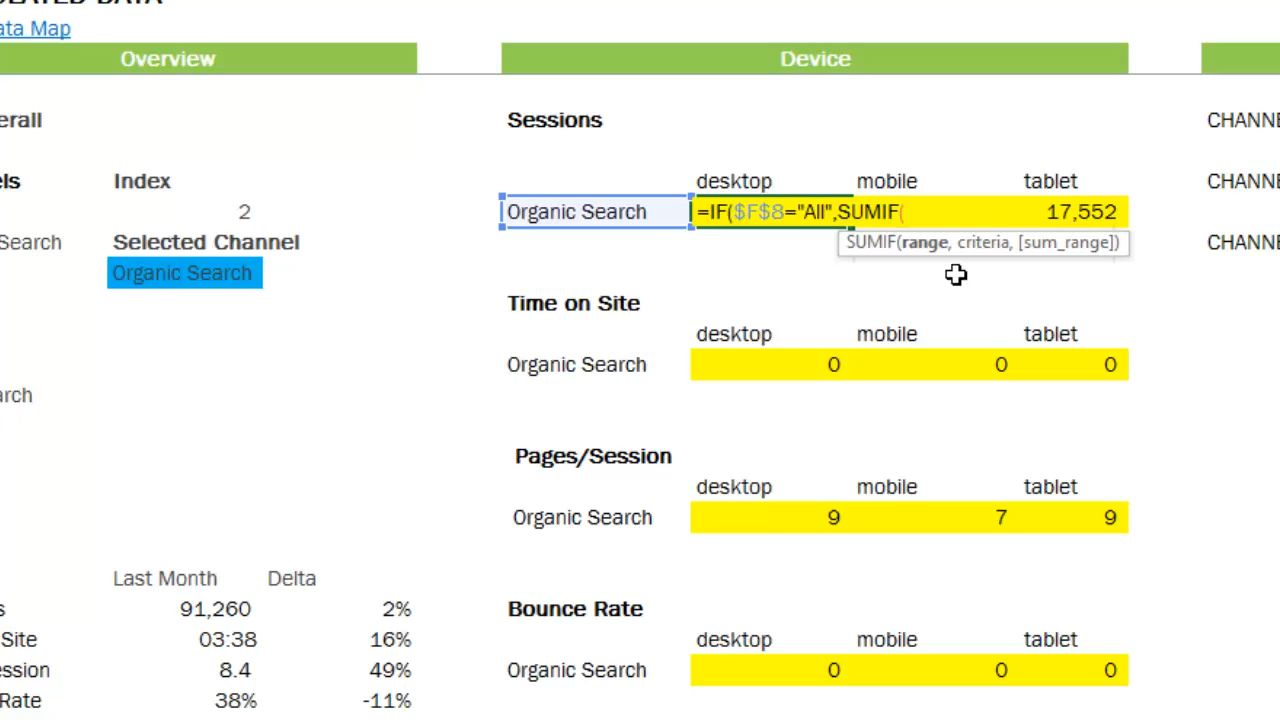 ata Map
Overview Device
erall Sessions CHANNE
els Index desktop mobile tablet CHANNE
2 Organic Search =IF($F$8="All",SUMIF( 17,552
Search Selected Channel SUMIF(range, criteria, [sum_range]) CHANNE
Organic Search
Time on Site
desktop mobile tablet
Organic Search 0 0 0
arch
Pages/Session
desktop mobile tablet
Organic Search 9 7 9
Last Month Delta
s 91,260 2% Bounce Rate
Site 03:38 16% desktop mobile tablet
ession 8.4 49% Organic Search 0 0 0
Rate 38% -11%